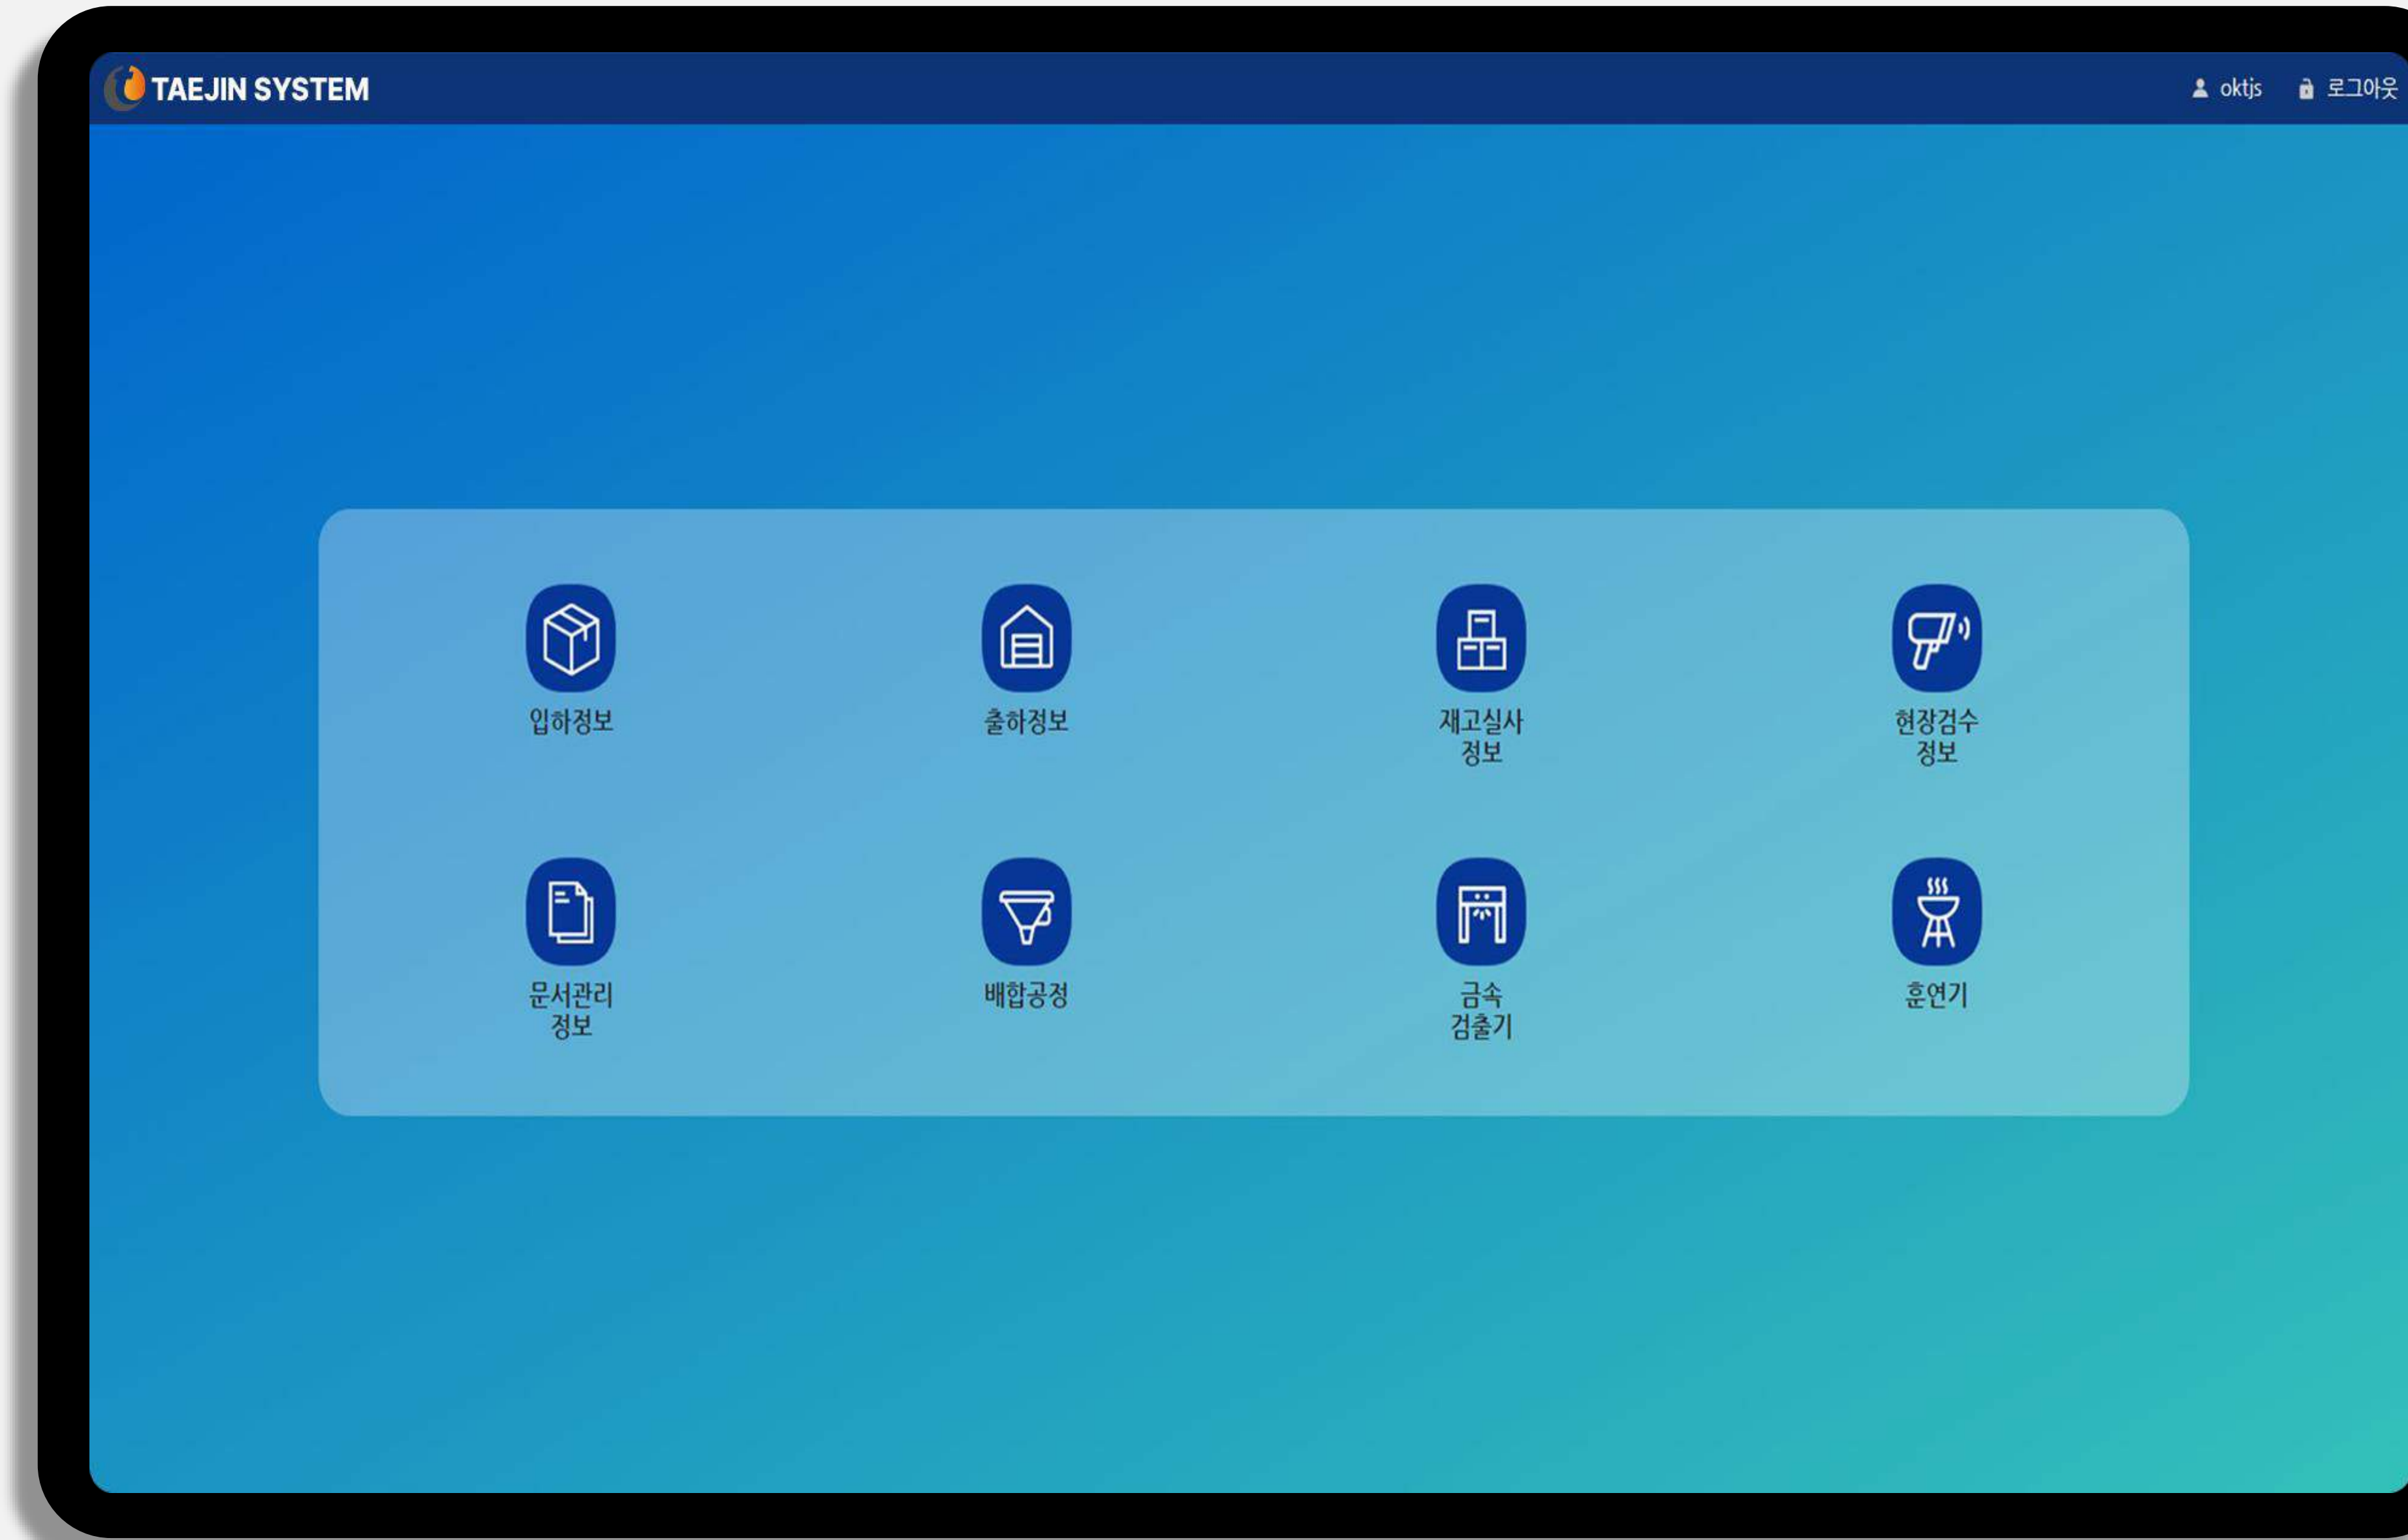 TAEJIN SYSTEM
oktjs 로그아웃
입하정보
출하정보
재고실사
정보
현장검수
정보
문서관리
정보
배합공정
금속
검출기
훈연기